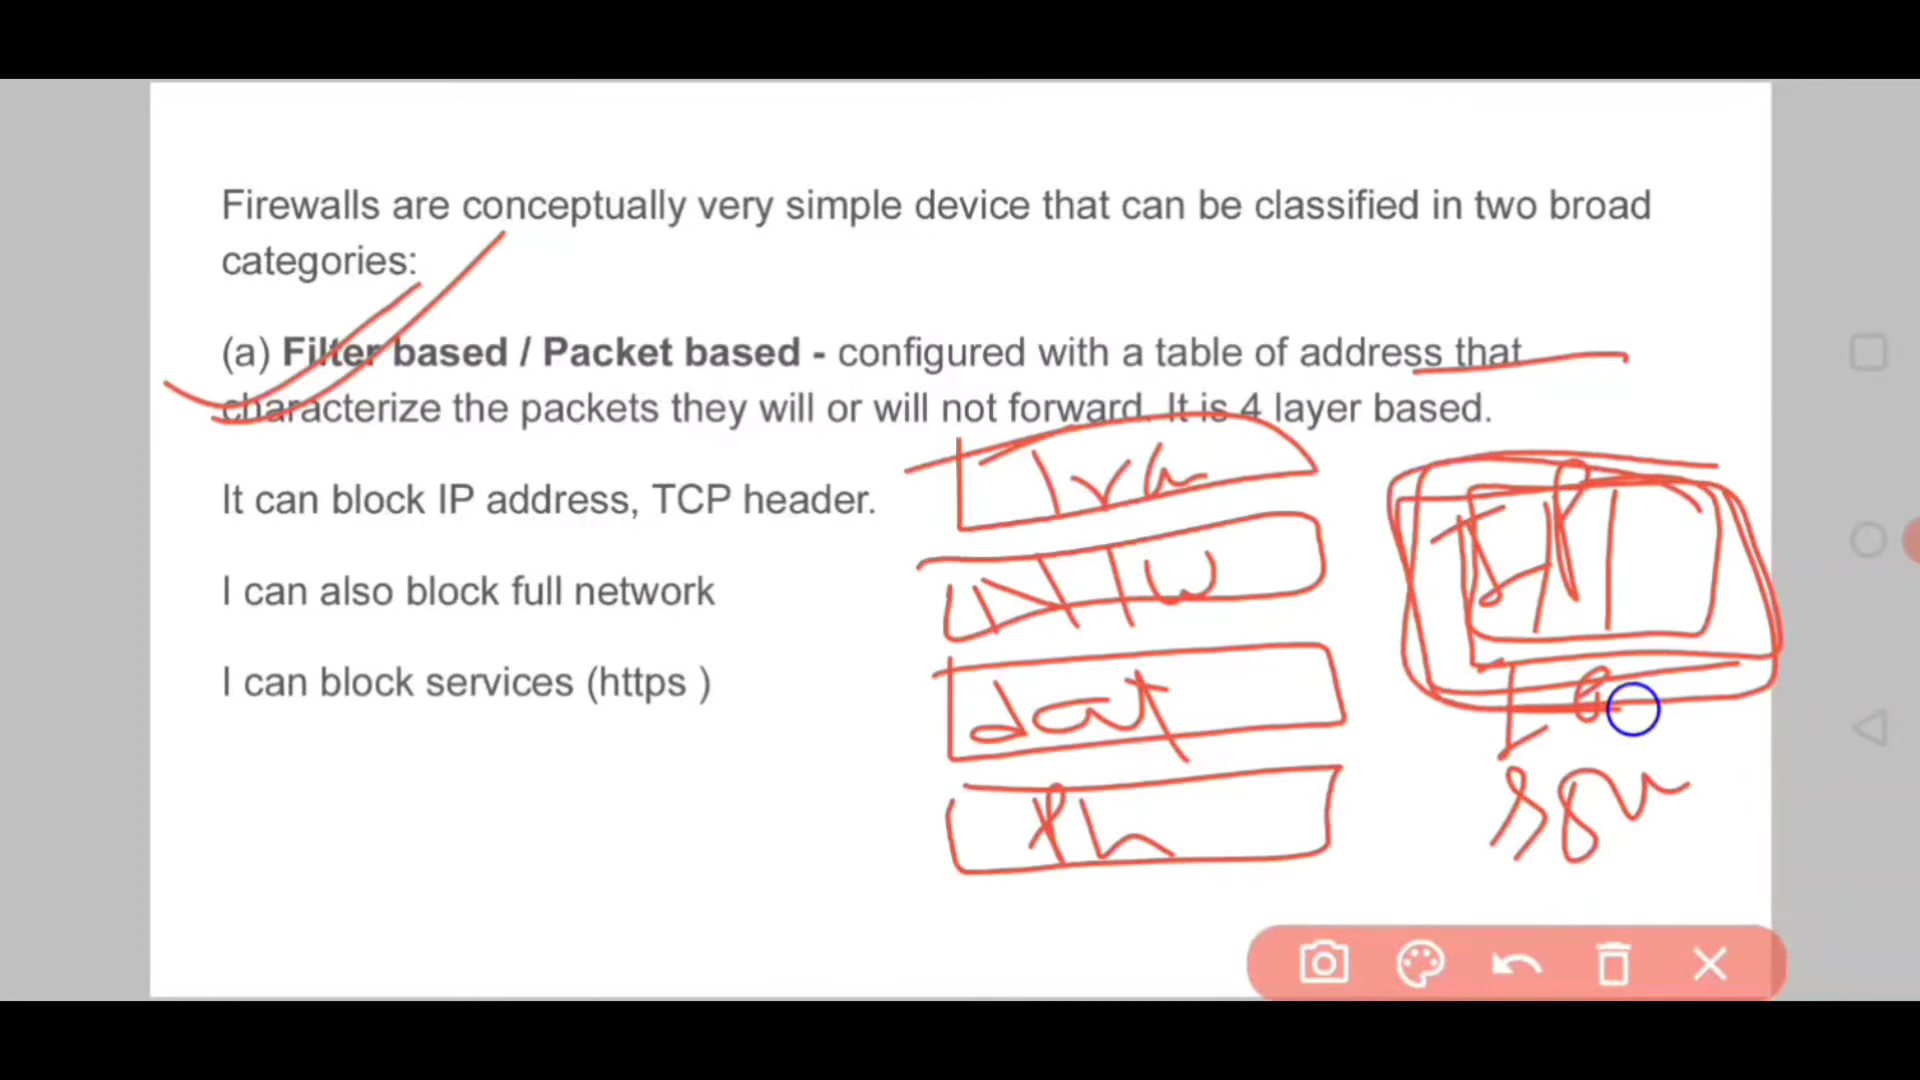 Firewalls are conceptually very simple device that can be classified in two broad
categories:
(a) Filter based / Packet based - configured with a table of address that
characterize the packets they will or will not forward. It is 4 layer based.
It can block IP address, TCP header.
I can also block full network
I can block services (https )
N/W
dat
Ph